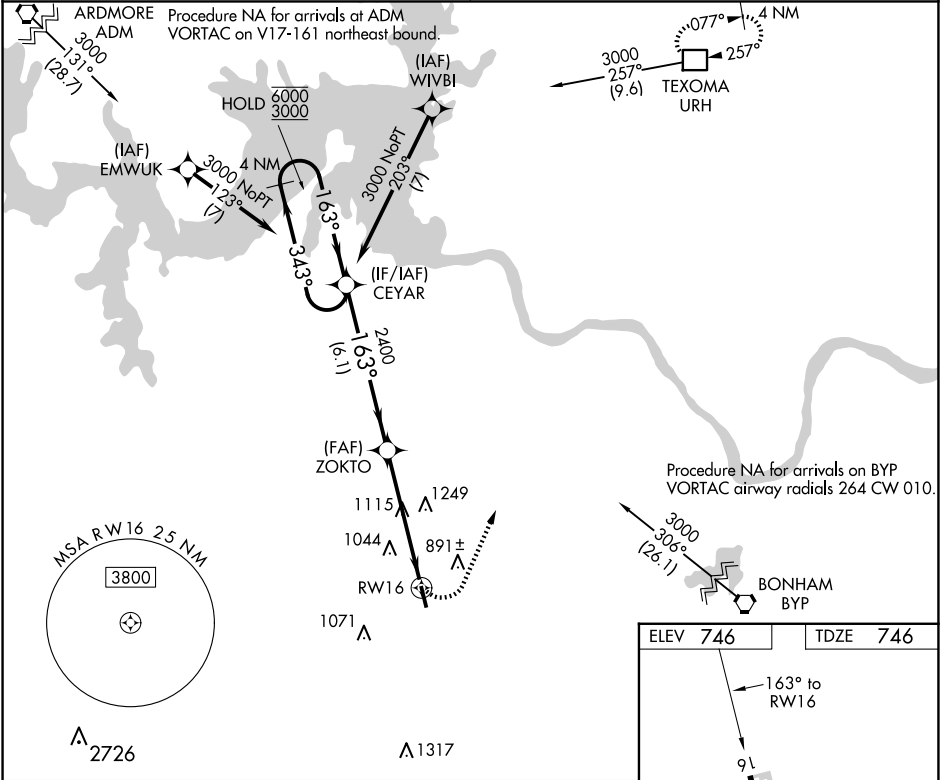 ARDMORE
ADM
Procedure NA for arrivals at ADM
VORTAC on V17-161 northeast bound.
3000
131°
(28.7)
(IAF)
WIVBI
4 NM
077°
257°
TEXOMA
URH
3000
257°
(9.6)
HOLD
6000
3000
(IAF)
EMWUK
3000 NoPT
123°
(7)
4 NM
163°
343°
3000 NoPT
203°
(7)
(IF/IAF)
CEYAR
2400
163°
(6.1)
(FAF)
ZOKTO
Procedure NA for arrivals on BYP
VORTAC airway radials 264 CW 010.
1115
1249
1044
891±
RW16
1071
3000
306°
(26.1)
BONHAM
BYP
MSA RW16 25 NM
3800
2726
1317
ELEV 746
TDZE 746
163° to
RW16
16